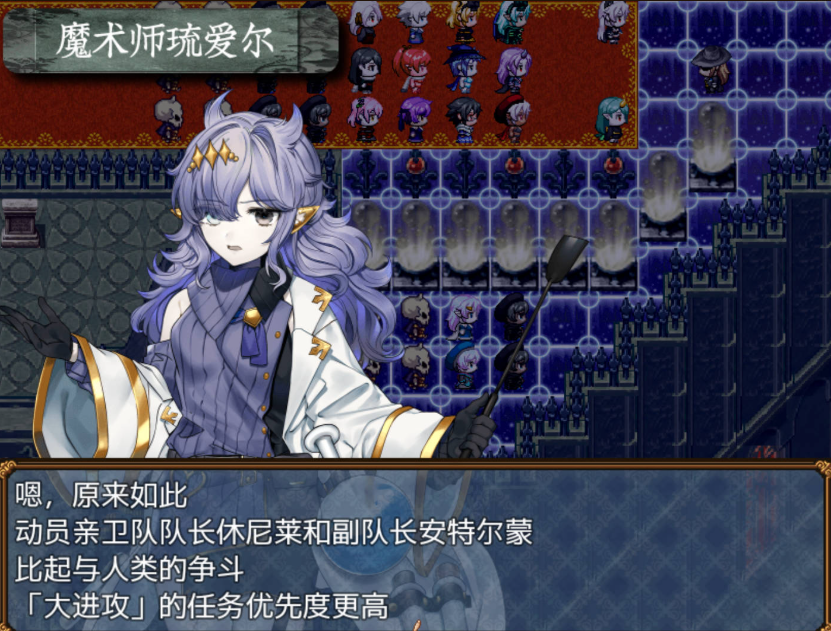 魔术师琉爱尔
嗯，原来如此
动员亲卫队队长休尼莱和副队长安特尔蒙
比起与人类的争斗
「大进攻」的任务优先度更高